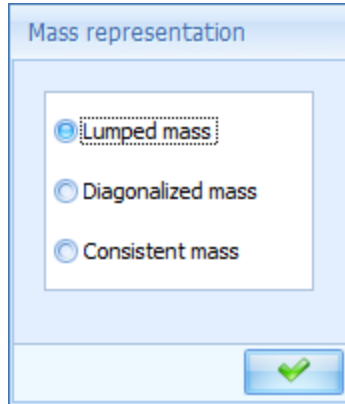 Mass representation
Lumped mass
Diagonalized mass
Consistent mass